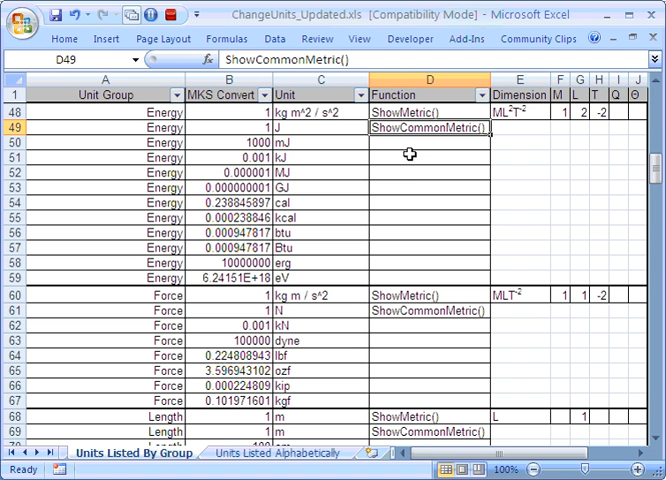 ChangeUnits_Updated.xls [Compatibility Mode] - Microsoft Excel
Home Insert Page Layout Formulas Data Review View Developer Add-Ins Community Clips
D49 ShowCommonMetric()
A B C D E F G H I J
1 Unit Group MKS Convert Unit Function Dimension M L T Q Θ
48 Energy 1 kg m^2 / s^2 ShowMetric() ML²T⁻² 1 2 -2
49 Energy 1 J ShowCommonMetric()
50 Energy 1000 mJ
51 Energy 0.001 kJ
52 Energy 0.000001 MJ
53 Energy 0.000000001 GJ
54 Energy 0.238845897 cal
55 Energy 0.000238846 kcal
56 Energy 0.000947817 btu
57 Energy 0.000947817 Btu
58 Energy 10000000 erg
59 Energy 6.24151E+18 eV
60 Force 1 kg m / s^2 ShowMetric() MLT⁻² 1 1 -2
61 Force 1 N ShowCommonMetric()
62 Force 0.001 kN
63 Force 100000 dyne
64 Force 0.224808943 lbf
65 Force 3.596943102 ozf
66 Force 0.000224809 kip
67 Force 0.101971601 kgf
68 Length 1 m ShowMetric() L 1
69 Length 1 m ShowCommonMetric()
Units Listed By Group Units Listed Alphabetically
Ready 100%